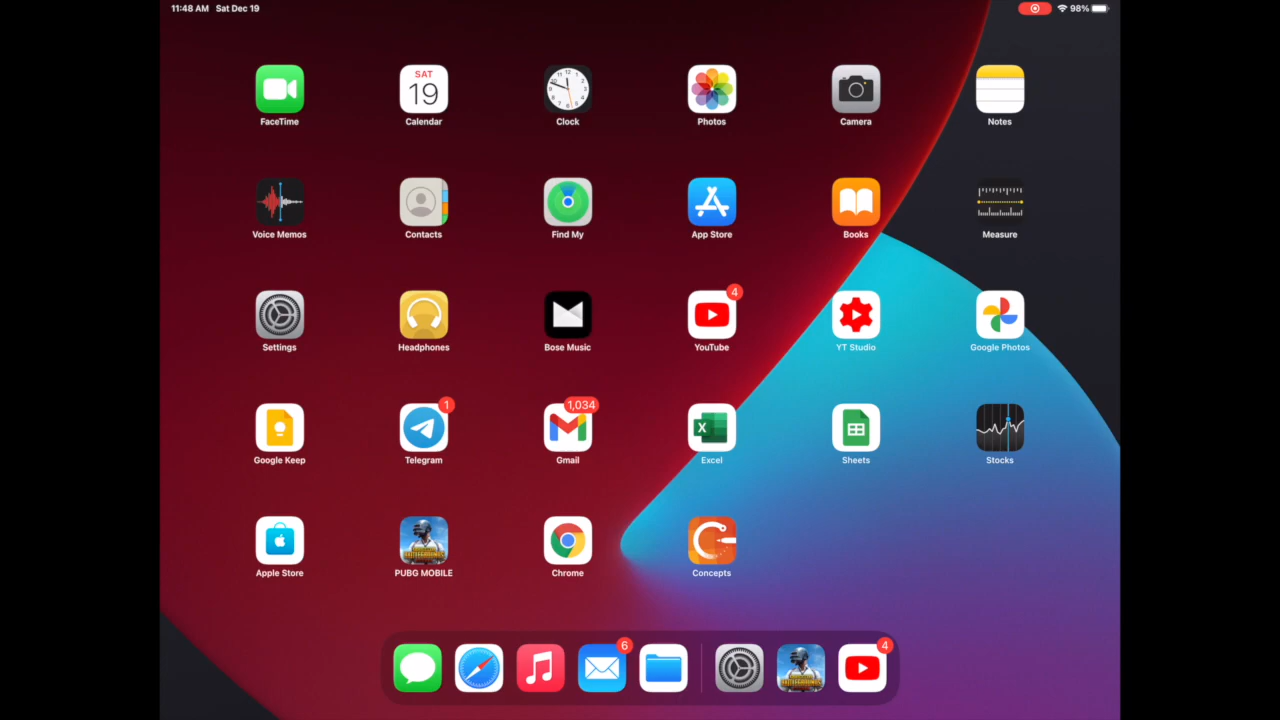 11:48 AM Sat Dec 19 98%
FaceTime
SAT
19
Calendar
12
Clock
Photos
Camera
Notes
Voice Memos
Contacts
Find My
App Store
Books
Measure
Settings
Headphones
Bose Music
4
YouTube
YT Studio
Google Photos
Google Keep
1
Telegram
1,034
Gmail
X
Excel
Sheets
Stocks
Apple Store
PUBG MOBILE
Chrome
Concepts
6
4